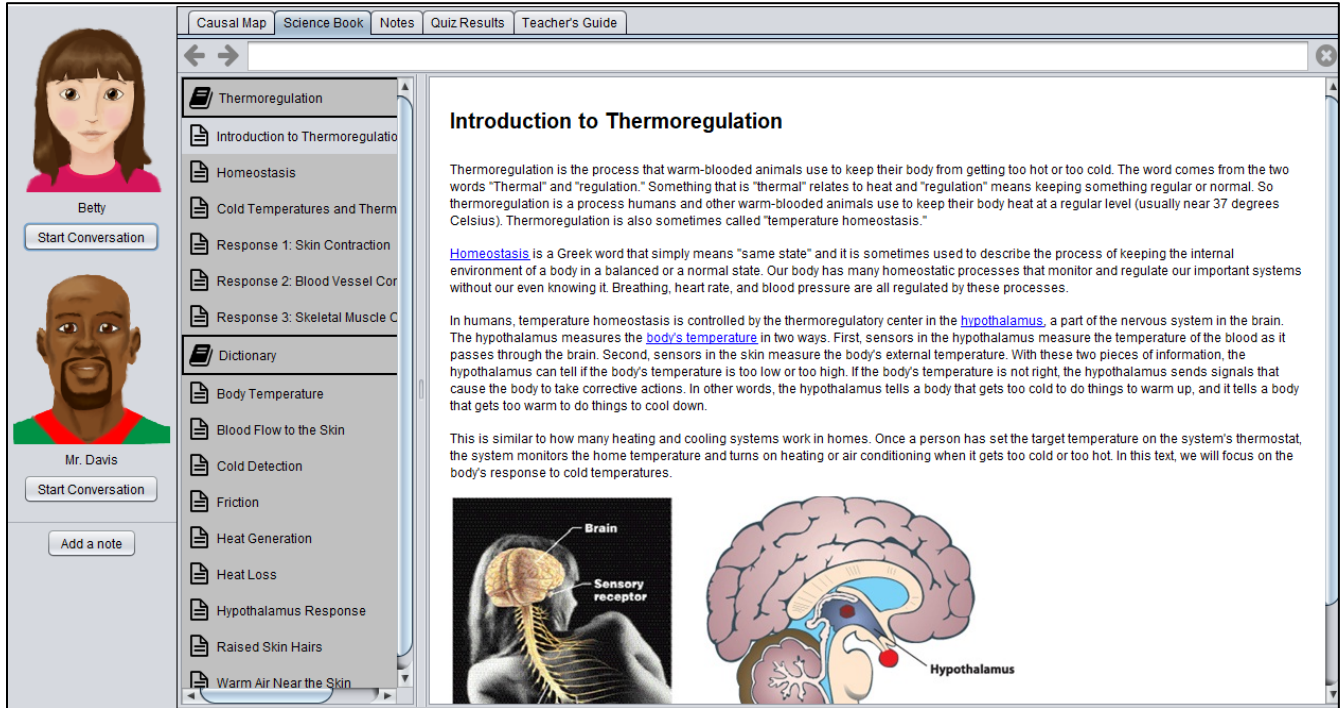 Causal Map
Science Book
Notes
Quiz Results
Teacher's Guide
Betty
Start Conversation
Mr. Davis
Start Conversation
Add a note
Thermoregulation
Introduction to Thermoregulatio
Homeostasis
Cold Temperatures and Therm
Response 1: Skin Contraction
Response 2: Blood Vessel Cor
Response 3: Skeletal Muscle C
Dictionary
Body Temperature
Blood Flow to the Skin
Cold Detection
Friction
Heat Generation
Heat Loss
Hypothalamus Response
Raised Skin Hairs
Warm Air Near the Skin
Introduction to Thermoregulation
Thermoregulation is the process that warm-blooded animals use to keep their body from getting too hot or too cold. The word comes from the two
words "Thermal" and "regulation." Something that is "thermal" relates to heat and "regulation" means keeping something regular or normal. So
thermoregulation is a process humans and other warm-blooded animals use to keep their body heat at a regular level (usually near 37 degrees
Celsius). Thermoregulation is also sometimes called "temperature homeostasis."
Homeostasis is a Greek word that simply means "same state" and it is sometimes used to describe the process of keeping the internal
environment of a body in a balanced or a normal state. Our body has many homeostatic processes that monitor and regulate our important systems
without our even knowing it. Breathing, heart rate, and blood pressure are all regulated by these processes.
In humans, temperature homeostasis is controlled by the thermoregulatory center in the hypothalamus, a part of the nervous system in the brain.
The hypothalamus measures the body's temperature in two ways. First, sensors in the hypothalamus measure the temperature of the blood as it
passes through the brain. Second, sensors in the skin measure the body's external temperature. With these two pieces of information, the
hypothalamus can tell if the body's temperature is too low or too high. If the body's temperature is not right, the hypothalamus sends signals that
cause the body to take corrective actions. In other words, the hypothalamus tells a body that gets too cold to do things to warm up, and it tells a body
that gets too warm to do things to cool down.
This is similar to how many heating and cooling systems work in homes. Once a person has set the target temperature on the system's thermostat,
the system monitors the home temperature and turns on heating or air conditioning when it gets too cold or too hot. In this text, we will focus on the
body's response to cold temperatures.
Brain
Sensory
receptor
Hypothalamus